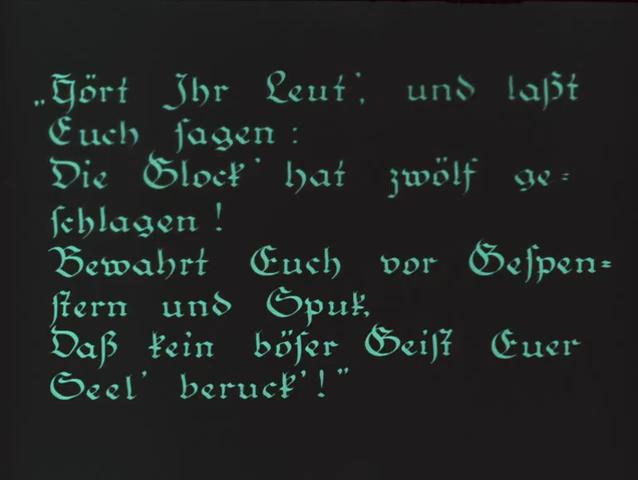 „Hört Ihr Leut', und laßt
Euch sagen:
Die Glock' hat zwölf ge=
schlagen!
Bewahrt Euch vor Gespen=
stern und Spuk,
Daß kein böser Geist Euer
Seel' beruck'!"